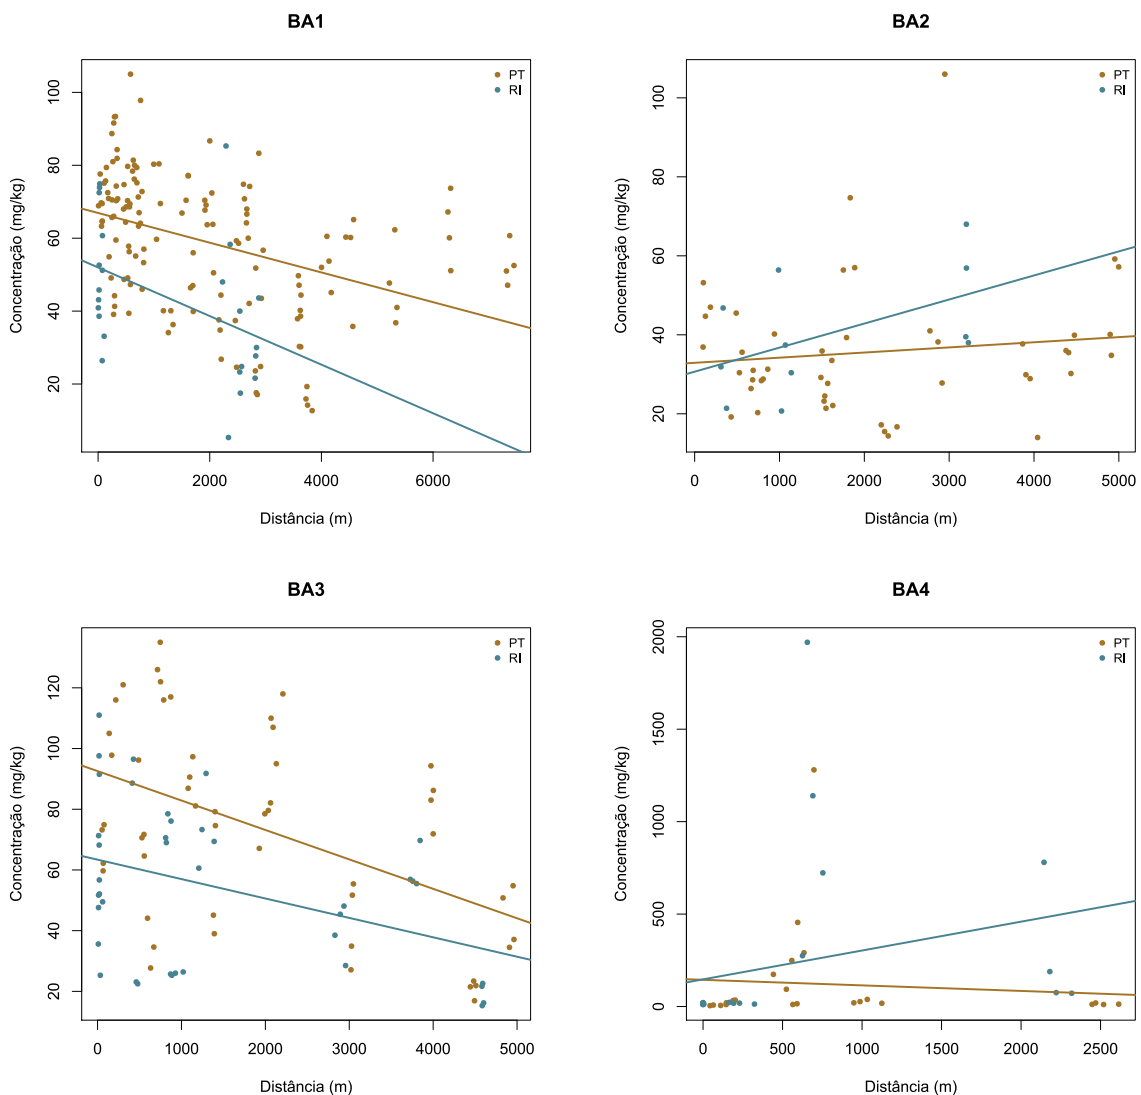 BA1
PT
RI
Concentração (mg/kg)
100
80
60
40
20
0 2000 4000 6000
Distância (m)
BA2
PT
RI
Concentração (mg/kg)
100
80
60
40
20
0 1000 2000 3000 4000 5000
Distância (m)
BA3
PT
RI
Concentração (mg/kg)
120
100
80
60
40
20
0 1000 2000 3000 4000 5000
Distância (m)
BA4
PT
RI
Concentração (mg/kg)
2000
1500
1000
500
0
0 500 1000 1500 2000 2500
Distância (m)